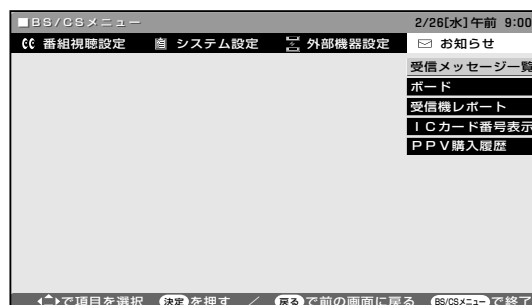 ■BS/CSメニュー 2/26[水]午前 9:00
番組視聴設定 システム設定 外部機器設定 お知らせ
受信メッセージ一覧
ボード
受信機レポート
ICカード番号表示
PPV購入履歴
で項目を選択 決定を押す / 戻るで前の画面に戻る BS/CSメニューで終了